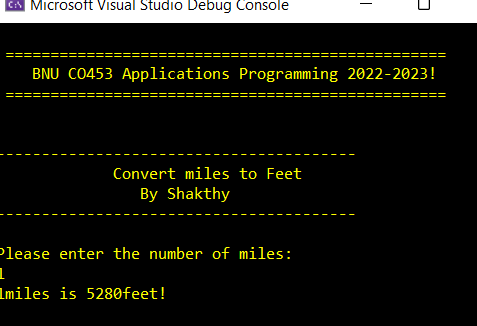 C:\ Microsoft Visual Studio Debug Console
=================================================
BNU CO453 Applications Programming 2022-2023!
=================================================
----------------------------------------
Convert miles to Feet
By Shakthy
----------------------------------------
Please enter the number of miles:
1
1miles is 5280feet!